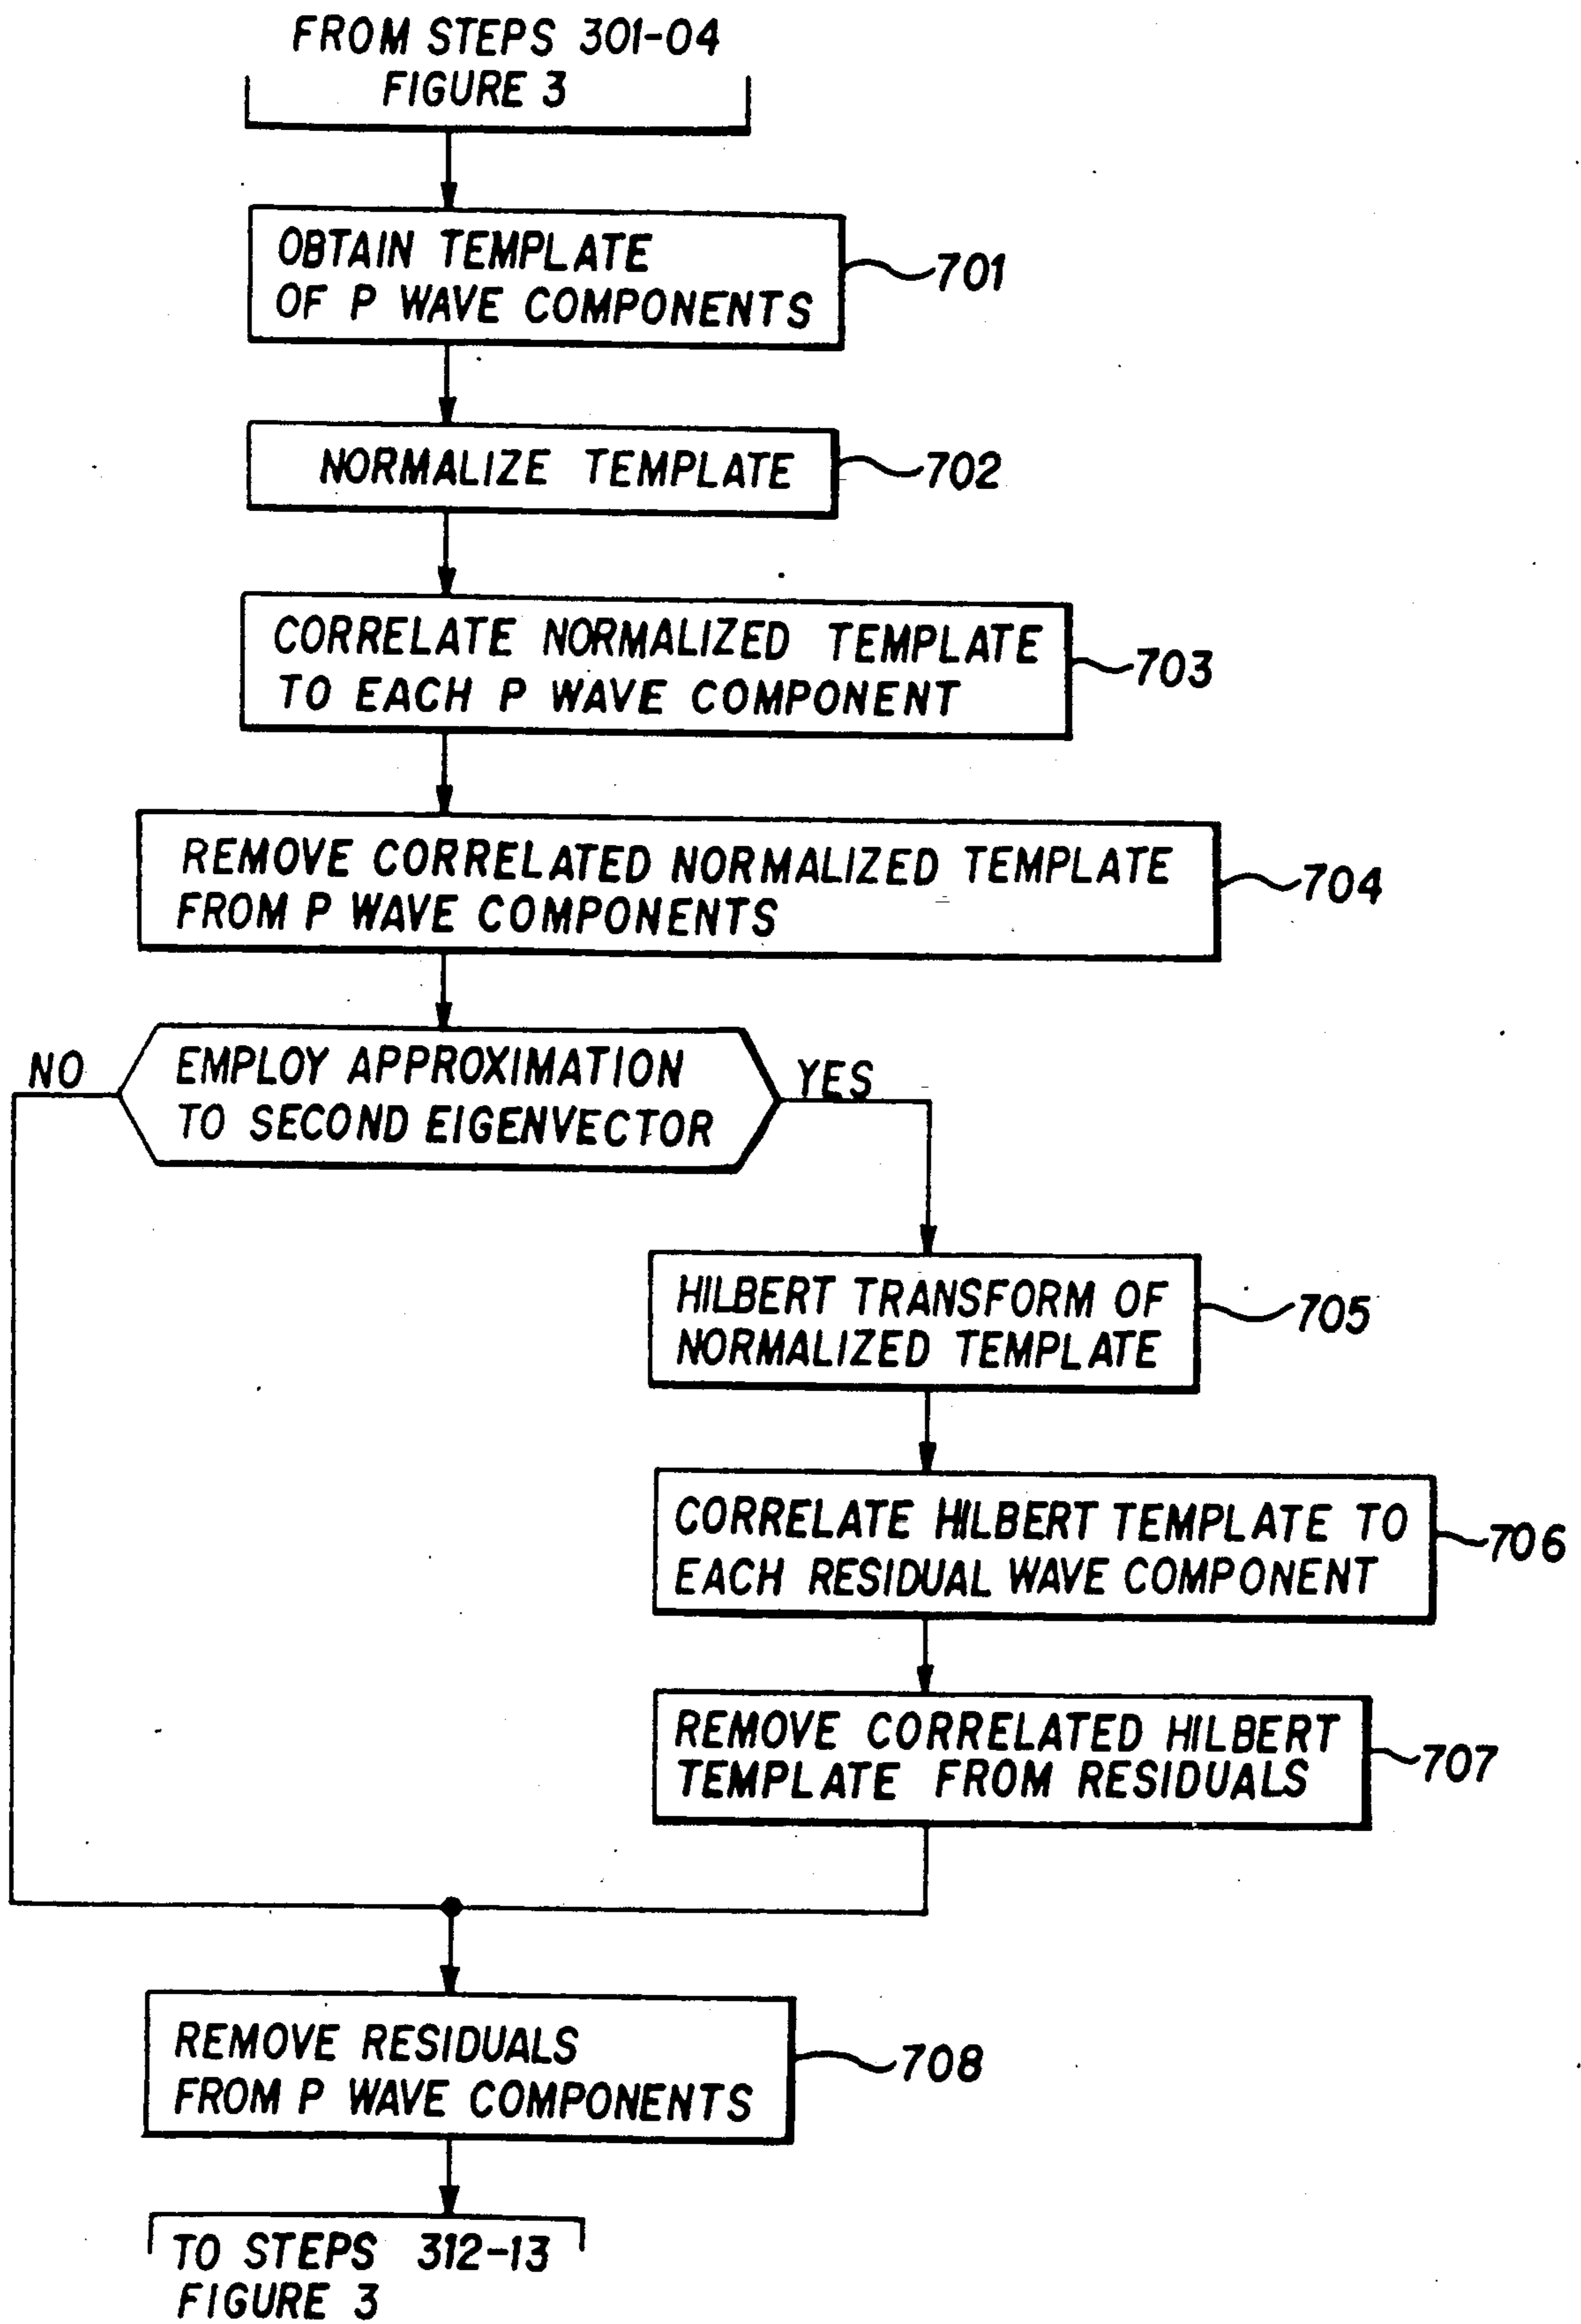 FROM STEPS 301-04
FIGURE 3
OBTAIN TEMPLATE
OF P WAVE COMPONENTS
701
NORMALIZE TEMPLATE
702
CORRELATE NORMALIZED TEMPLATE
TO EACH P WAVE COMPONENT
703
REMOVE CORRELATED NORMALIZED TEMPLATE
FROM P WAVE COMPONENTS
704
NO
EMPLOY APPROXIMATION
TO SECOND EIGENVECTOR
YES
HILBERT TRANSFORM OF
NORMALIZED TEMPLATE
705
CORRELATE HILBERT TEMPLATE TO
EACH RESIDUAL WAVE COMPONENT
706
REMOVE CORRELATED HILBERT
TEMPLATE FROM RESIDUALS
707
REMOVE RESIDUALS
FROM P WAVE COMPONENTS
708
TO STEPS 312-13
FIGURE 3